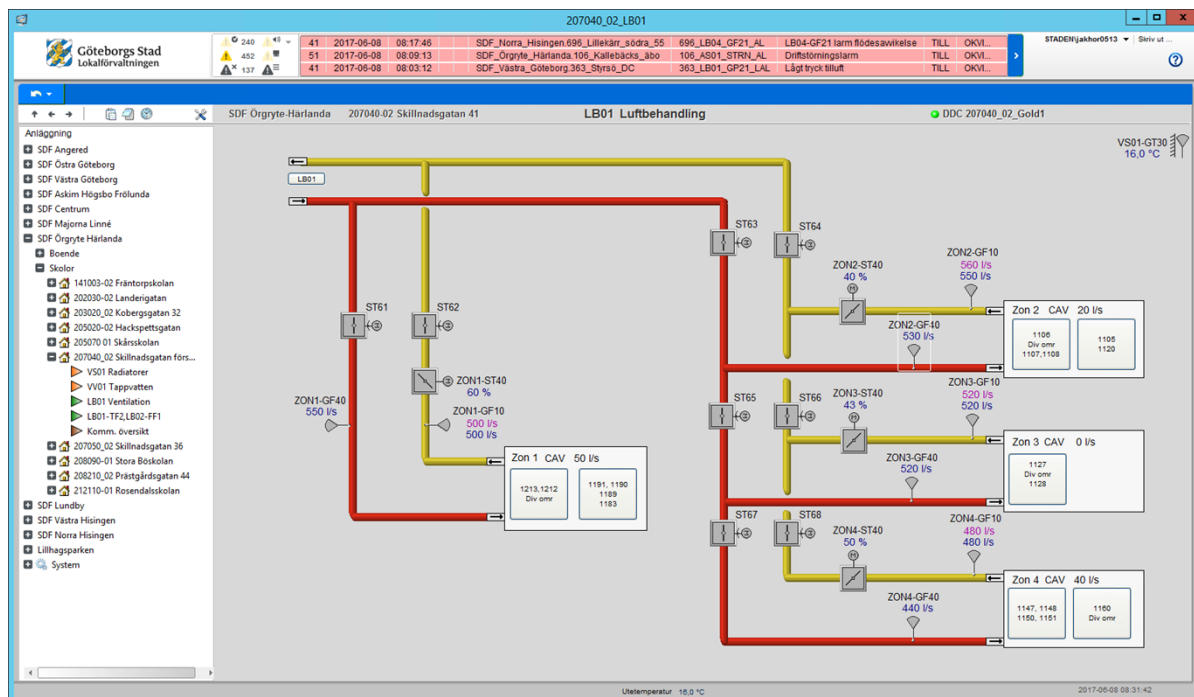 207040_02_LB01
Göteborgs Stad
Lokalförvaltningen
240
452
137
41 2017-06-08 08:17:46 SDF_Norra_Hisingen.696_Lillekärr_södra_55 696_LB04_GF21_AL LB04-GF21 larm flödesavvikelse TILL OKVI...
51 2017-06-08 08:09:13 SDF_Örgryte_Härlanda.106_Kallebäcks_äbo 106_AS01_STRN_AL Driftstörningslarm TILL OKVI...
41 2017-06-08 08:03:12 SDF_Västra_Göteborg.363_Styrsö_DC 363_LB01_GP21_LAL Lågt tryck tilluft TILL OKVI...
STADEN\jakhor0513 Skriv ut ...
SDF Örgryte-Härlanda 207040-02 Skillnadsgatan 41 LB01 Luftbehandling DDC 207040_02_Gold1
Anläggning
SDF Angered
SDF Östra Göteborg
SDF Västra Göteborg
SDF Askim Högsbo Frölunda
SDF Centrum
SDF Majorna Linné
SDF Örgryte Härlanda
Boende
Skolor
141003-02 Fräntorpskolan
202030-02 Landerigatan
203020_02 Kobergsgatan 32
205020-02 Hackspettsgatan
205070 01 Skårsskolan
207040_02 Skillnadsgatan förs...
VS01 Radiatorer
VV01 Tappvatten
LB01 Ventilation
LB01-TF2,LB02-FF1
Komm. översikt
207050_02 Skillnadsgatan 36
208090-01 Stora Böskolan
208210_02 Prästgårdsgatan 44
212110-01 Rosendalsskolan
SDF Lundby
SDF Västra Hisingen
SDF Norra Hisingen
Lillhagsparken
System
VS01-GT30
16,0 °C
LB01
ST63
ST64
ZON2-ST40
40 %
M
ZON2-GF10
560 l/s
550 l/s
ZON2-GF40
530 l/s
Zon 2 CAV 20 l/s
1106
Div omr
1107,1108
1105
1120
ST61
ST62
ZON1-ST40
60 %
ZON1-GF40
550 l/s
ZON1-GF10
500 l/s
500 l/s
Zon 1 CAV 50 l/s
1213,1212
Div omr
1191, 1190
1189
1183
ST65
ST66
ZON3-ST40
43 %
M
ZON3-GF10
520 l/s
520 l/s
ZON3-GF40
520 l/s
Zon 3 CAV 0 l/s
1127
Div omr
1128
ST67
ST68
ZON4-ST40
50 %
M
ZON4-GF10
480 l/s
480 l/s
ZON4-GF40
440 l/s
Zon 4 CAV 40 l/s
1147, 1148
1150, 1151
1160
Div omr
Utetemperatur 16,0 °C
2017-06-08 08:31:42